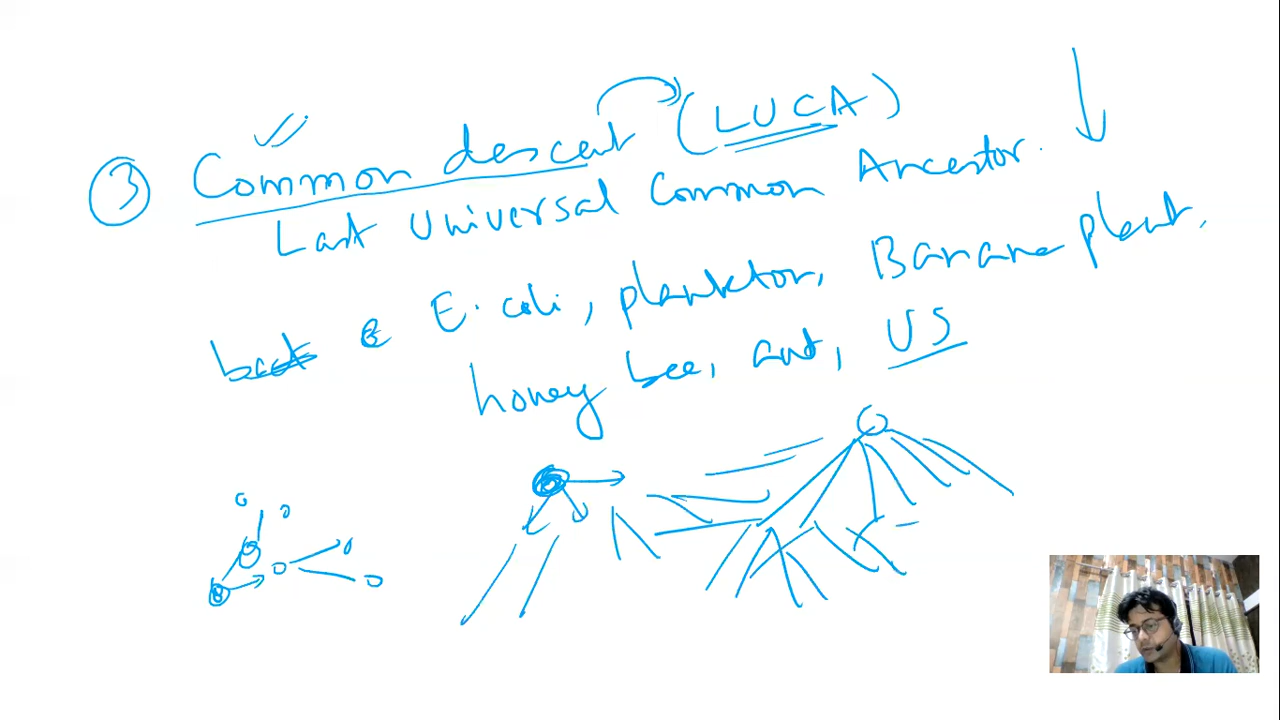 ③ Common descent (LUCA)
Last Universal Common Ancestor.
E. coli, plankton, Banana plant,
honey bee, ant, US